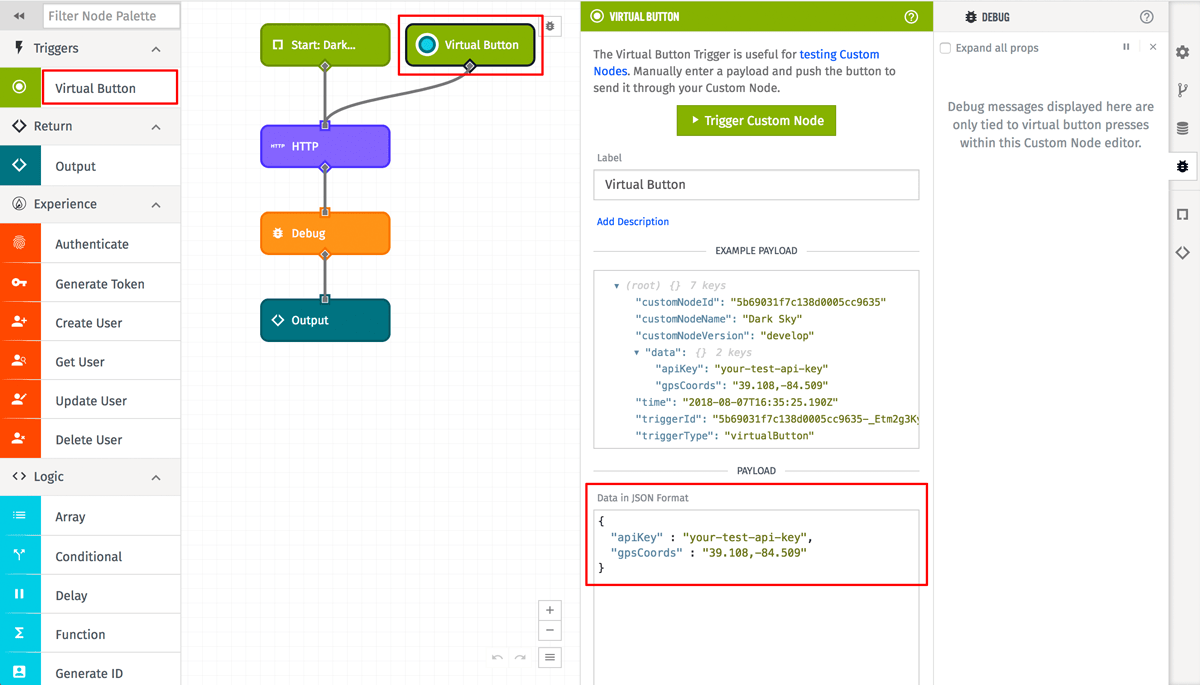 Filter Node Palette
Triggers
Virtual Button
Return
Output
Experience
Authenticate
Generate Token
Create User
Get User
Update User
Delete User
Logic
Array
Conditional
Delay
Function
Generate ID
Start: Dark...
Virtual Button
HTTP HTTP
Debug
Output
VIRTUAL BUTTON
The Virtual Button Trigger is useful for testing Custom
Nodes. Manually enter a payload and push the button to
send it through your Custom Node.
Trigger Custom Node
Label
Virtual Button
Add Description
EXAMPLE PAYLOAD
(root) {} 7 keys
"customNodeId": "5b69031f7c138d0005cc9635"
"customNodeName": "Dark Sky"
"customNodeVersion": "develop"
"data": {} 2 keys
"apiKey": "your-test-api-key"
"gpsCoords": "39.108,-84.509"
"time": "2018-08-07T16:35:25.190Z"
"triggerId": "5b69031f7c138d0005cc9635-_Etm2g3Ky
"triggerType": "virtualButton"
PAYLOAD
Data in JSON Format
{
"apiKey" : "your-test-api-key",
"gpsCoords" : "39.108,-84.509"
}
DEBUG
Expand all props
Debug messages displayed here are
only tied to virtual button presses
within this Custom Node editor.